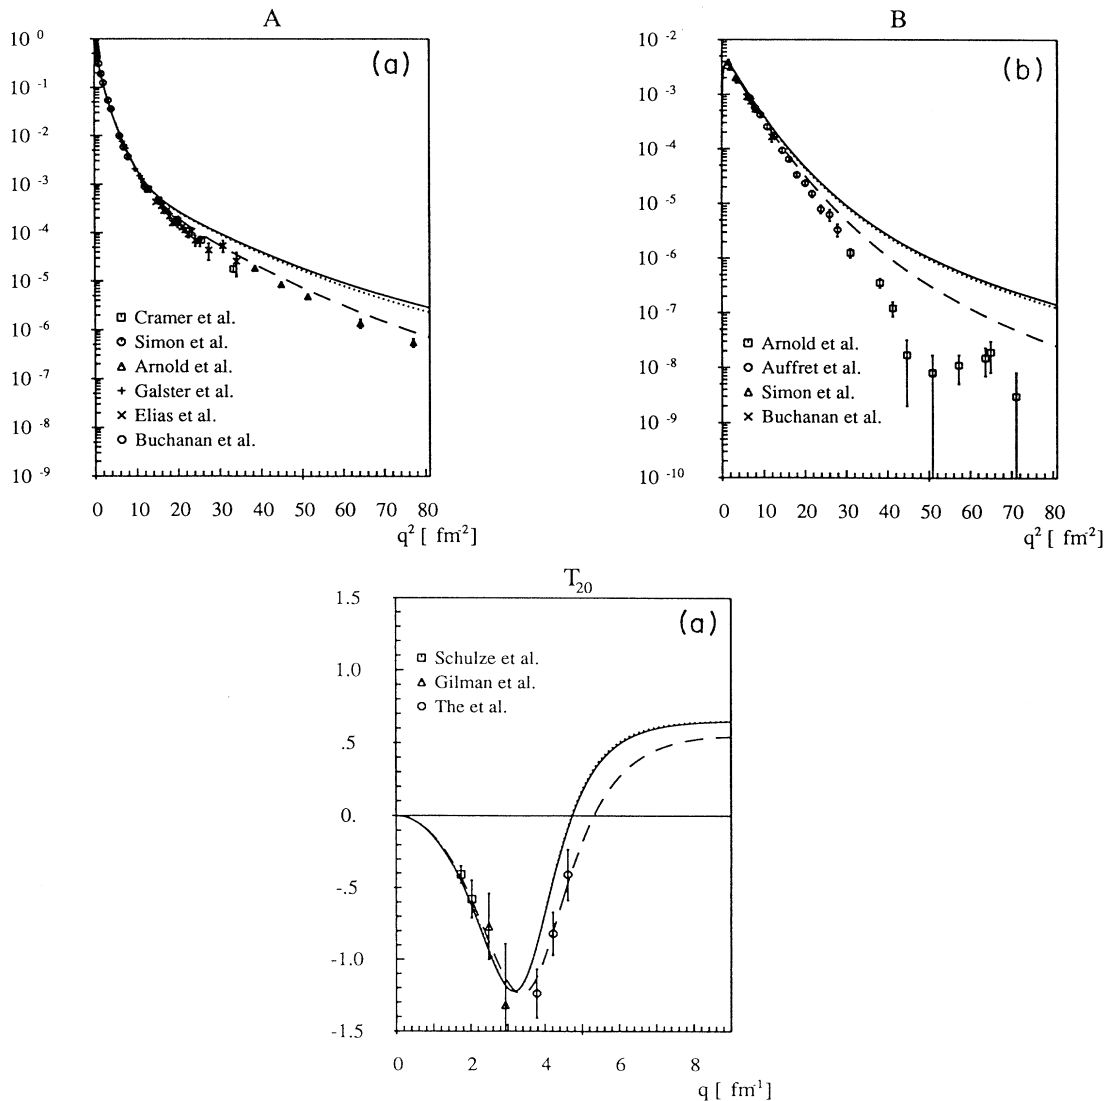 A
(a)
10 0
10 -1
10 -2
10 -3
10 -4
10 -5
10 -6
10 -7
10 -8
10 -9
Cramer et al.
Simon et al.
Arnold et al.
Galster et al.
Elias et al.
Buchanan et al.
0 10 20 30 40 50 60 70 80
q² [ fm⁻²]
B
(b)
10 -2
10 -3
10 -4
10 -5
10 -6
10 -7
10 -8
10 -9
10 -10
Arnold et al.
Auffret et al.
Simon et al.
Buchanan et al.
0 10 20 30 40 50 60 70 80
q² [ fm⁻²]
T₂₀
(a)
1.5
1.0
.5
0.
-.5
-1.0
-1.5
Schulze et al.
Gilman et al.
The et al.
0 2 4 6 8
q [ fm⁻¹]